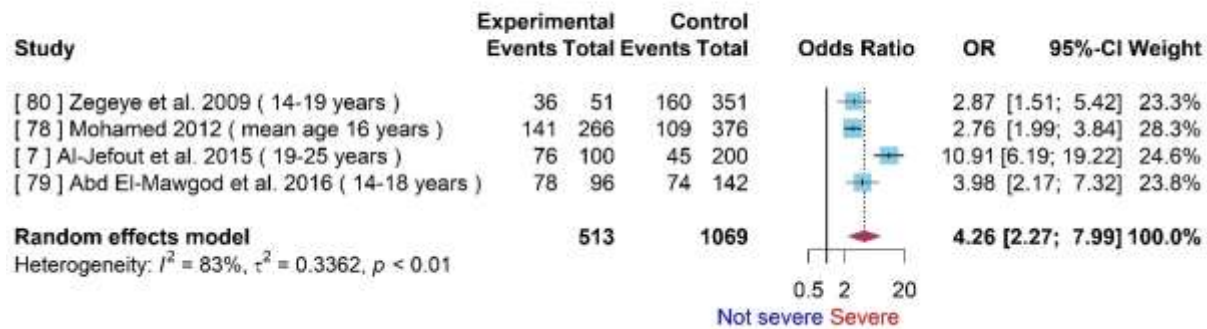 Experimental Control
Study Events Total Events Total Odds Ratio OR 95%-CI Weight
[ 80 ] Zegeye et al. 2009 ( 14-19 years ) 36 51 160 351 2.87 [1.51; 5.42] 23.3%
[ 78 ] Mohamed 2012 ( mean age 16 years ) 141 266 109 376 2.76 [1.99; 3.84] 28.3%
[ 7 ] Al-Jefout et al. 2015 ( 19-25 years ) 76 100 45 200 10.91 [6.19; 19.22] 24.6%
[ 79 ] Abd El-Mawgod et al. 2016 ( 14-18 years ) 78 96 74 142 3.98 [2.17; 7.32] 23.8%
Random effects model 513 1069 4.26 [2.27; 7.99] 100.0%
Heterogeneity: I² = 83%, τ² = 0.3362, p < 0.01
0.5 2 20
Not severe Severe